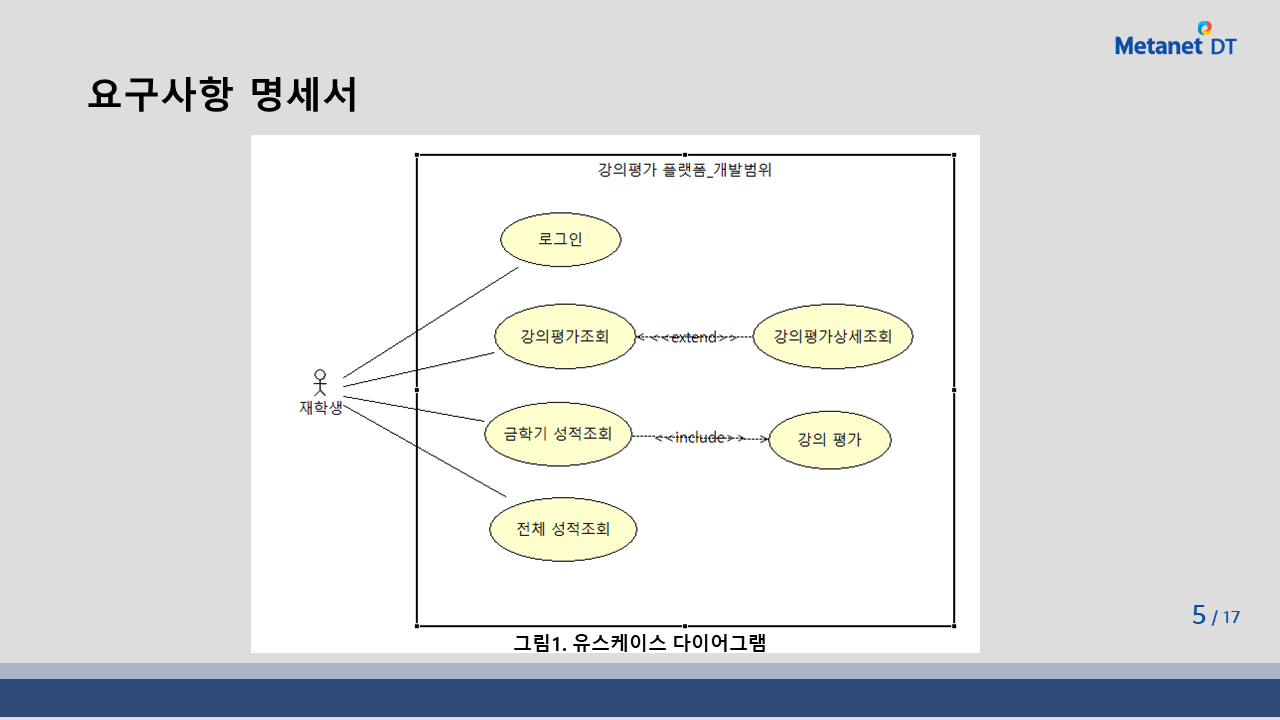 Metanet DT
요구사항 명세서
강의평가 플랫폼_개발범위
로그인
강의평가조회
<<extend>>
강의평가상세조회
재학생
금학기 성적조회
<<include>>
강의 평가
전체 성적조회
5 / 17
그림1. 유스케이스 다이어그램